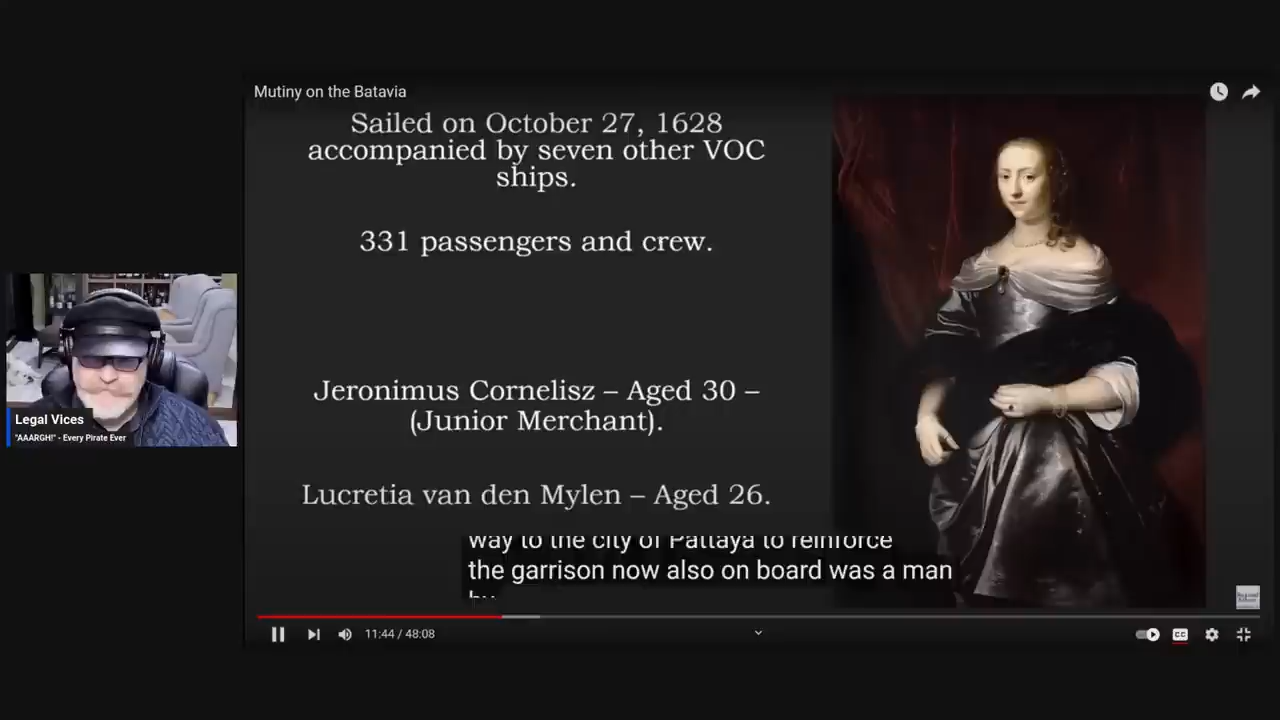 Mutiny on the Batavia
Sailed on October 27, 1628
accompanied by seven other VOC
ships.
331 passengers and crew.
Jeronimus Cornelisz – Aged 30 –
(Junior Merchant).
Lucretia van den Mylen – Aged 26.
way to the city of Pattaya to reinforce
the garrison now also on board was a man
by
11:44 / 48:08
CC
Legal Vices
"AAARGH!" - Every Pirate Ever